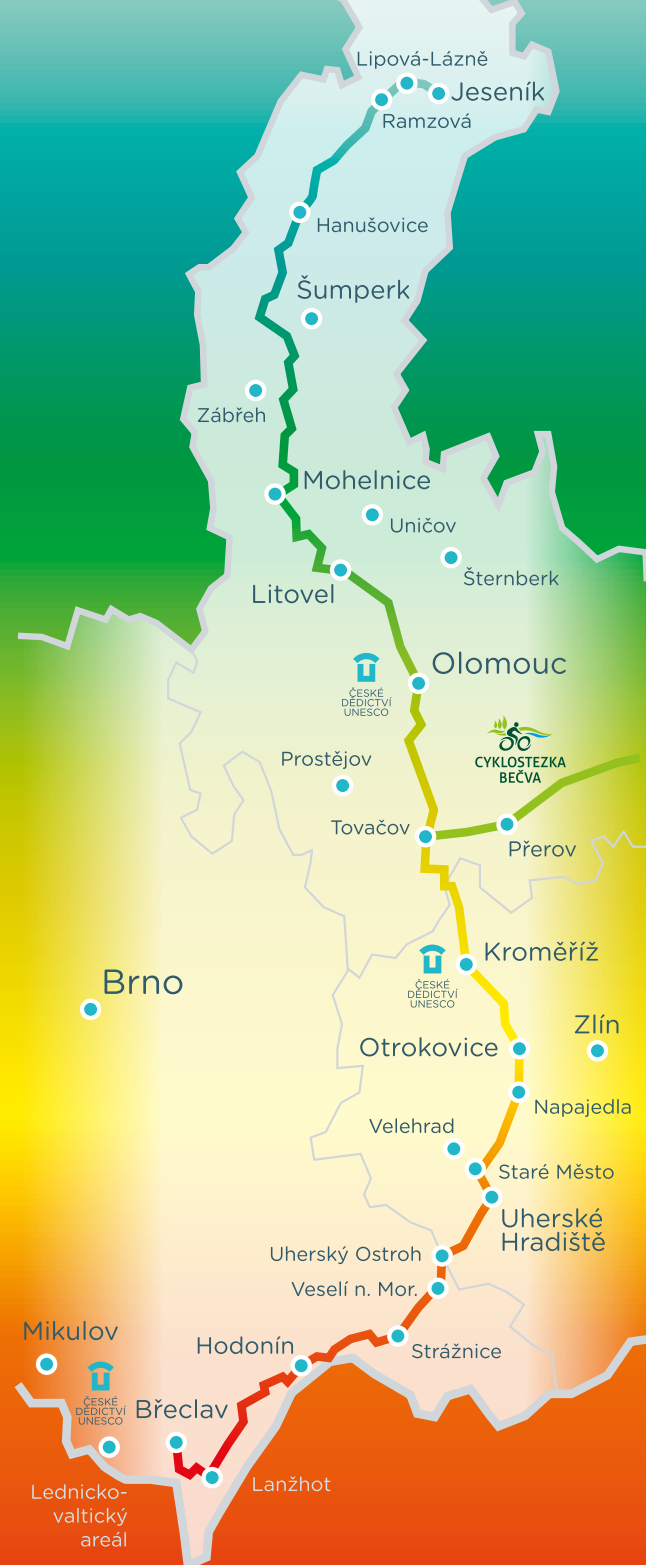 Lipová-Lázně
Jeseník
Ramzová
Hanušovice
Šumperk
Zábřeh
Mohelnice
Uničov
Šternberk
Litovel
Olomouc
ČESKÉ
DĚDICTVÍ
UNESCO
CYKLOSTEZKA
BEČVA
Prostějov
Tovačov
Přerov
Kroměříž
ČESKÉ
DĚDICTVÍ
UNESCO
Brno
Zlín
Otrokovice
Napajedla
Velehrad
Staré Město
Uherské
Hradiště
Uherský Ostroh
Veselí n. Mor.
Mikulov
Hodonín
Strážnice
ČESKÉ
DĚDICTVÍ
UNESCO
Břeclav
Lanžhot
Lednicko-
valtický
areál